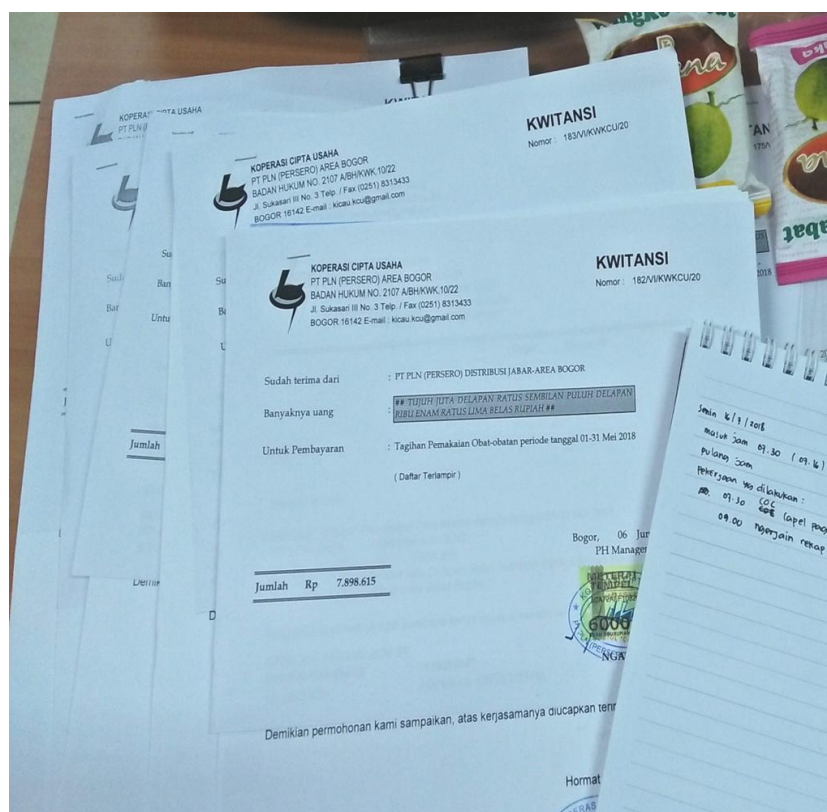 KOPERASI CIPTA USAHA
PT PLN (PERSERO) AREA BOGOR
BADAN HUKUM NO. 2107 A/BH/KWK.10/22
Jl. Sukasari III No. 3 Telp. / Fax (0251) 8313433
BOGOR 16142 E-mail : kicau.kcu@gmail.com
KWITANSI
Nomor : 183/VI/KWKCU/20
KOPERASI CIPTA USAHA
PT PLN (PERSERO) AREA BOGOR
BADAN HUKUM NO. 2107 A/BH/KWK.10/22
Jl. Sukasari III No. 3 Telp. / Fax (0251) 8313433
BOGOR 16142 E-mail : kicau.kcu@gmail.com
KWITANSI
Nomor : 182/VI/KWKCU/20
Sudah terima dari : PT PLN (PERSERO) DISTRIBUSI JABAR-AREA BOGOR
Banyaknya uang : ## TUJUH JUTA DELAPAN RATUS SEMBILAN PULUH DELAPAN
RIBU ENAM RATUS LIMA BELAS RUPIAH ##
Untuk Pembayaran : Tagihan Pemakaian Obat-obatan periode tanggal 01-31 Mei 2018
( Daftar Terlampir )
Bogor, 06 Jun
PH Manager
Jumlah Rp 7.898.615
METERAI
TEMPEL
6000
NGA
Demikian permohonan kami sampaikan, atas kerjasamanya diucapkan
Hormat
Jumlah
Senin 16/7/2018
masuk jam 07.30 (07.16)
pulang jam
Pekerjaan yg dilakukan :
07.30 COC (apel pag
09.00 ngerjain rekap